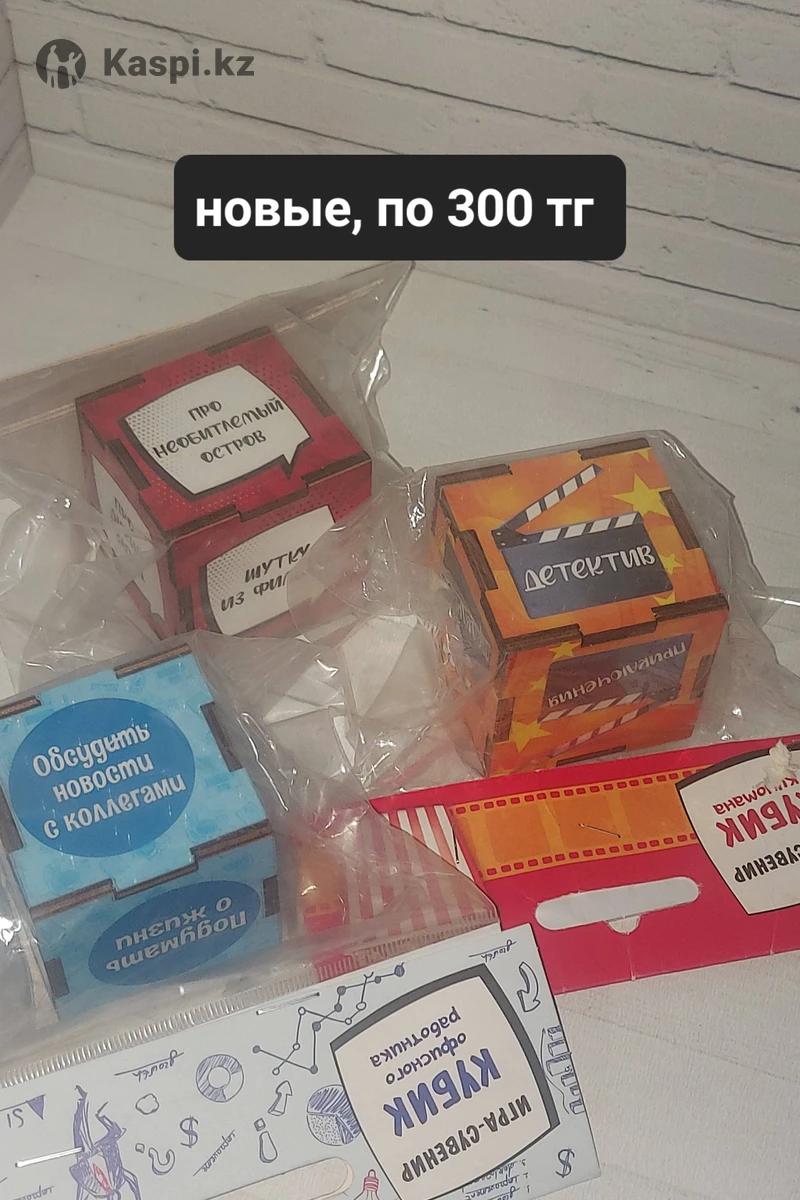 Kaspi.kz
новые, по 300 тг
ПРО
НЕОБИТАЕМЫЙ
ОСТРОВ
ШУТКИ
ИЗ
ДЕТЕКТИВ
ПРИКЛЮЧЕНИЯ
Обсудить
новости
с коллегами
Подумать
о жизни
СУВЕНИР
КУБИК
киномана
ИГРА-СУВЕНИР
КУБИК
офисного
работника